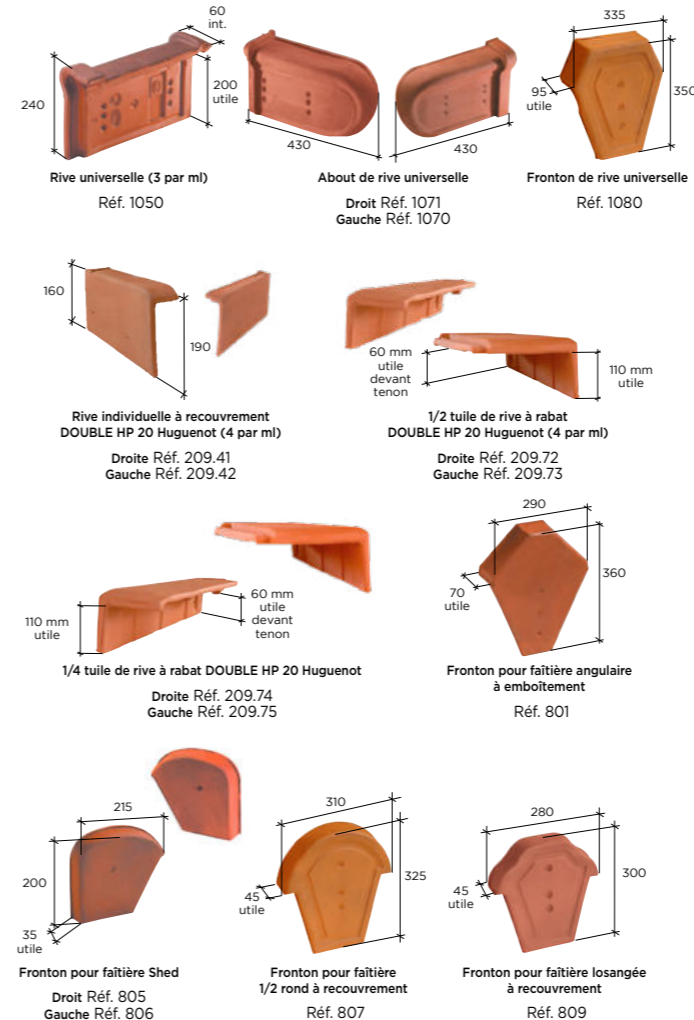 60
int.
240
200
utile
Rive universelle (3 par ml)
Réf. 1050
430
430
About de rive universelle
Droit Réf. 1071
Gauche Réf. 1070
335
95
utile
350
Fronton de rive universelle
Réf. 1080
160
190
Rive individuelle à recouvrement
DOUBLE HP 20 Huguenot (4 par ml)
Droite Réf. 209.41
Gauche Réf. 209.42
60 mm
utile
devant
tenon
110 mm
utile
1/2 tuile de rive à rabat
DOUBLE HP 20 Huguenot (4 par ml)
Droite Réf. 209.72
Gauche Réf. 209.73
110 mm
utile
60 mm
utile
devant
tenon
1/4 tuile de rive à rabat DOUBLE HP 20 Huguenot
Droite Réf. 209.74
Gauche Réf. 209.75
290
70
utile
360
Fronton pour faîtière angulaire
à emboîtement
Réf. 801
215
200
35
utile
Fronton pour faîtière Shed
Droit Réf. 805
Gauche Réf. 806
310
45
utile
325
Fronton pour faîtière
1/2 rond à recouvrement
Réf. 807
280
45
utile
300
Fronton pour faîtière losangée
à recouvrement
Réf. 809